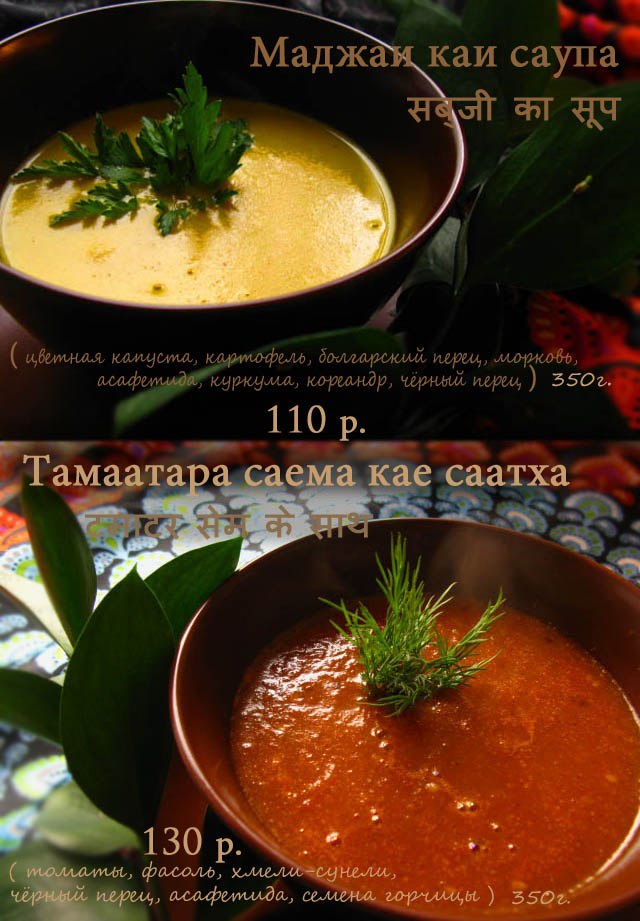 Маджаи каи саупа
सब्जी का सूप
( цветная капуста, картофель, болгарский перец, морковь,
асафетида, куркума, кореандр, чёрный перец ) 350г.
110 р.
Тамаатара саема кае саатха
टमाटर सेम के साथ
130 р.
( томаты, фасоль, хмели-сунели,
чёрный перец, асафетида, семена горчицы ) 350г.